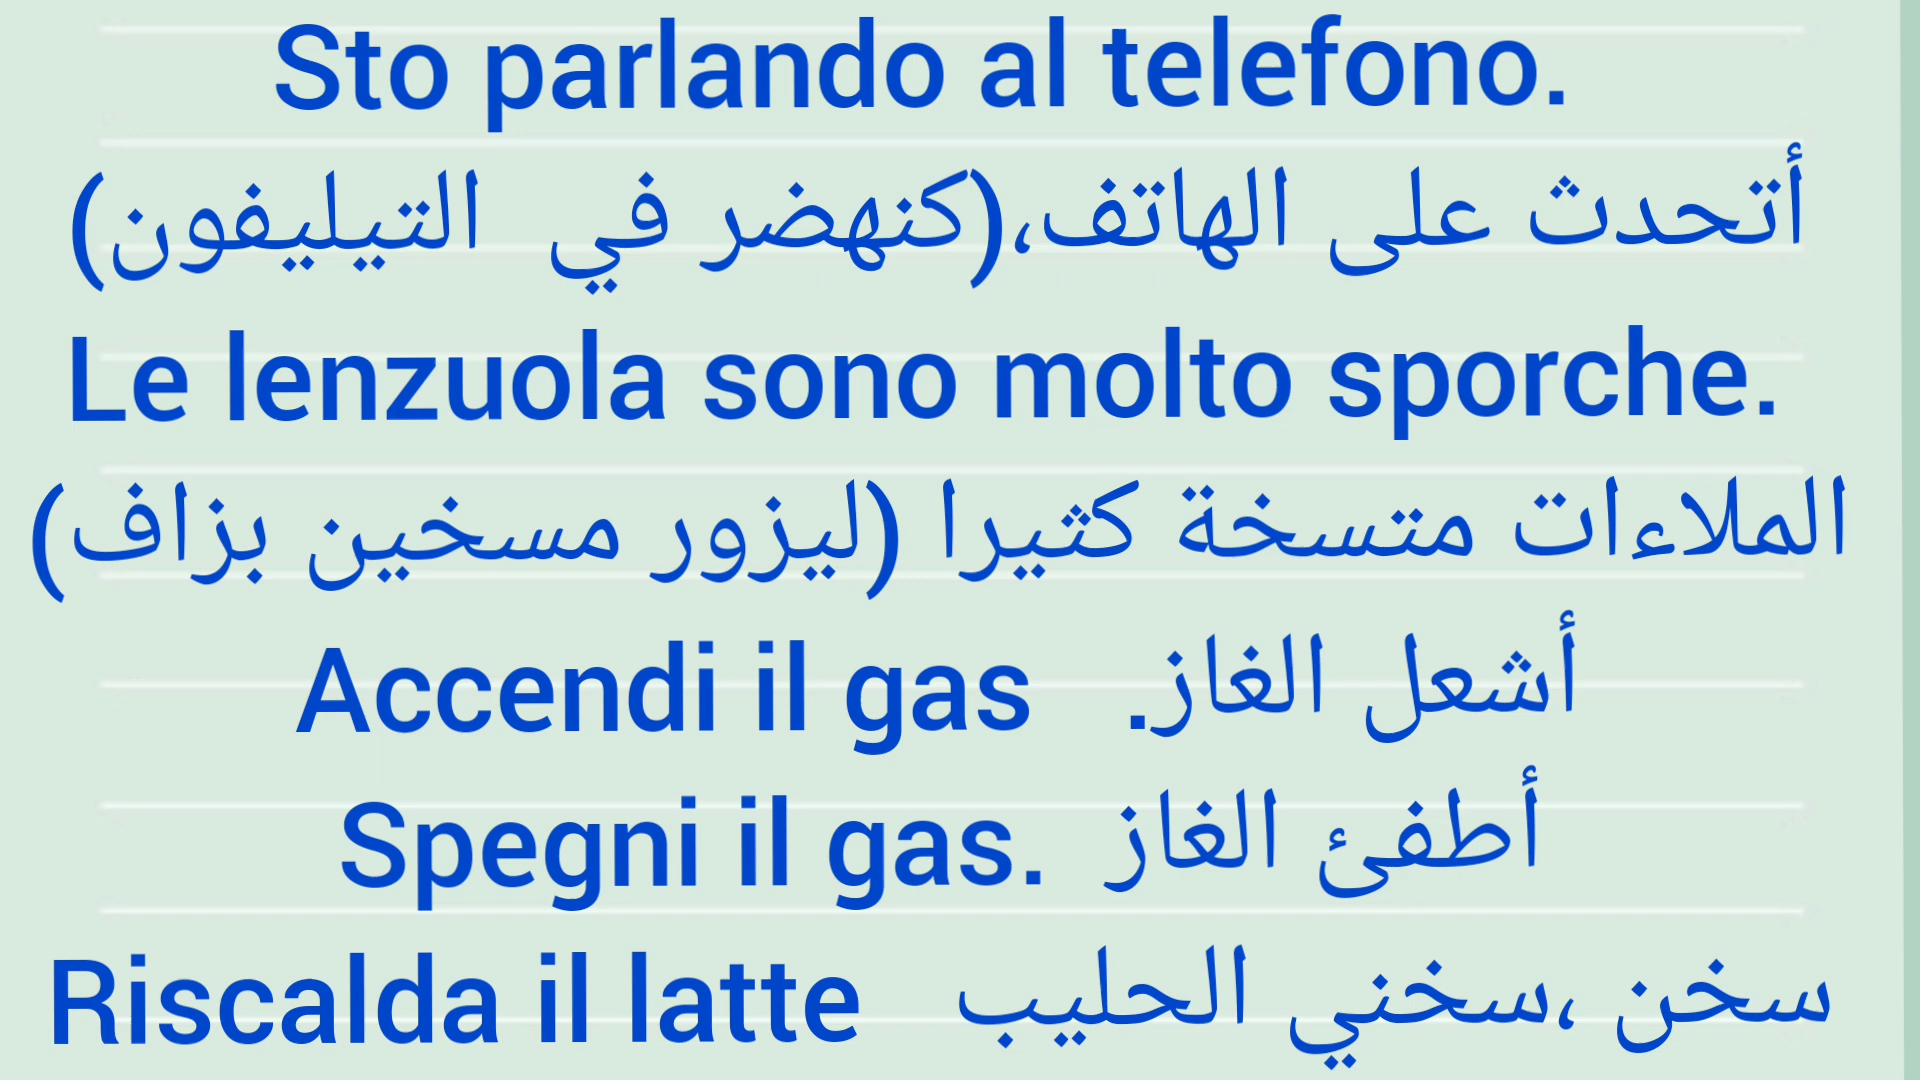 Sto parlando al telefono.
أتحدث على الهاتف،(كنهضر في التيليفون)
Le lenzuola sono molto sporche.
الملاءات متسخة كثيرا (ليزور مسخين بزاف)
Accendi il gas أشعل الغاز.
Spegni il gas. أطفئ الغاز
Riscalda il latte سخن ،سخني الحليب